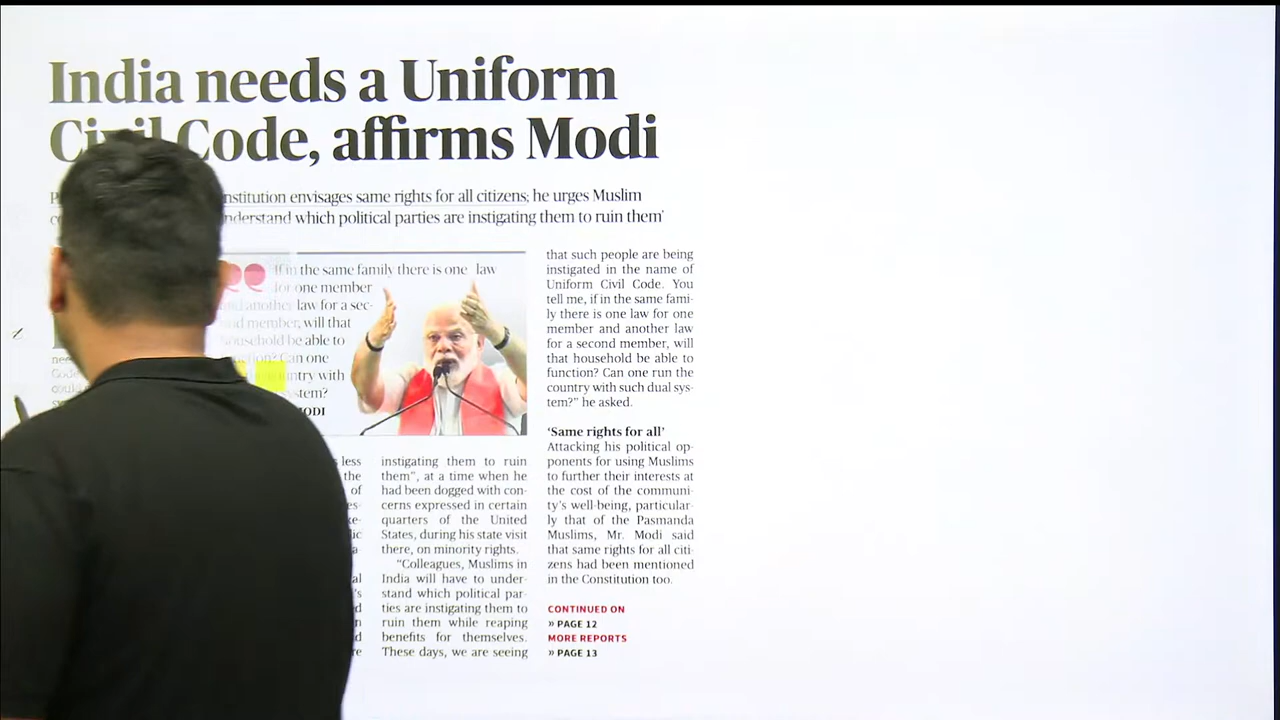 India needs a Uniform
Code, affirms Modi
nstitution envisages same rights for all citizens; he urges Muslim
nderstand which political parties are instigating them to ruin them'
If in the same family there is one law
for one member
and another law for a sec-
member, will that
household be able to
Can one
ntry with
stem?
ODI
less
the
of
es-
ke-
lic
a
al
's
d
n
d
re
instigating them to ruin
them", at a time when he
had been dogged with con-
cerns expressed in certain
quarters of the United
States, during his state visit
there, on minority rights.
"Colleagues, Muslims in
India will have to under-
stand which political par-
ties are instigating them to
ruin them while reaping
benefits for themselves.
These days, we are seeing
that such people are being
instigated in the name of
Uniform Civil Code. You
tell me, if in the same fami-
ly there is one law for one
member and another law
for a second member, will
that household be able to
function? Can one run the
country with such dual sys-
tem?" he asked.
'Same rights for all'
Attacking his political op-
ponents for using Muslims
to further their interests at
the cost of the communi-
ty's well-being, particular-
ly that of the Pasmanda
Muslims, Mr. Modi said
that same rights for all citi-
zens had been mentioned
in the Constitution too.
CONTINUED ON
» PAGE 12
MORE REPORTS
» PAGE 13